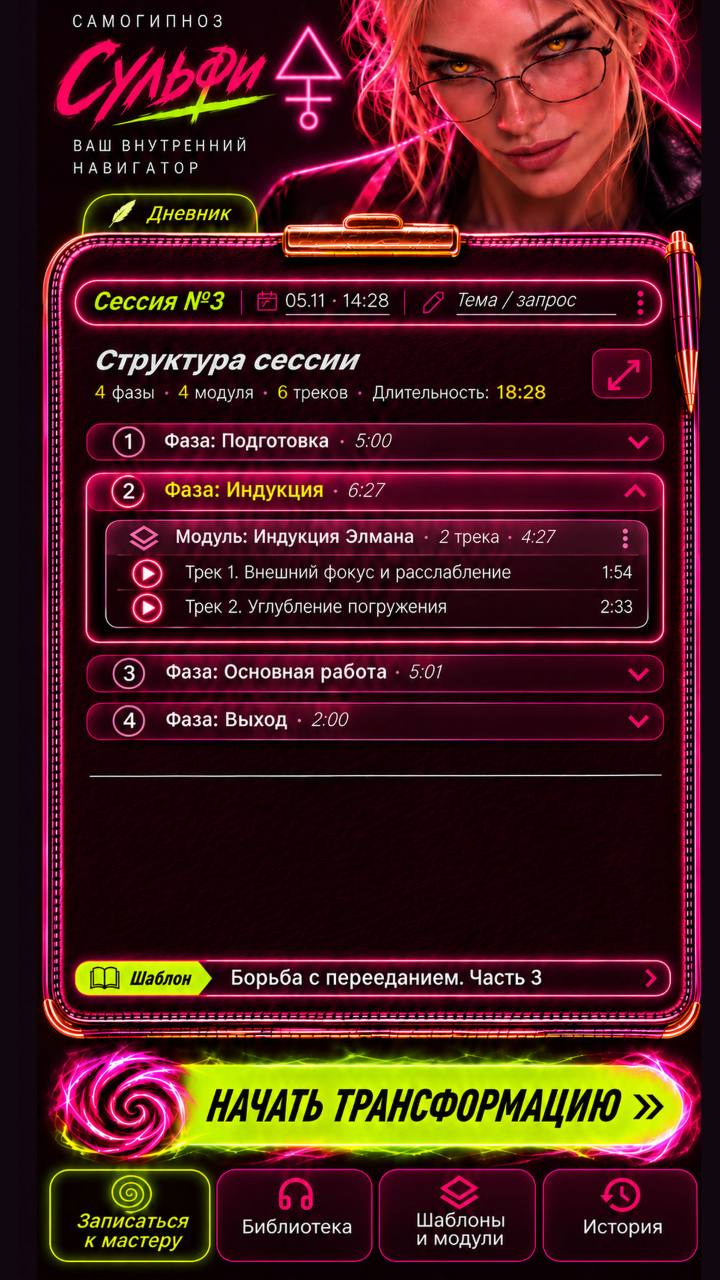 САМОГИПНОЗ
Сульфи
ВАШ ВНУТРЕННИЙ
НАВИГАТОР
Дневник
Сессия №3 05.11 · 14:28 Тема / запрос
Структура сессии
4 фазы · 4 модуля · 6 треков · Длительность: 18:28
1 Фаза: Подготовка · 5:00
2 Фаза: Индукция · 6:27
Модуль: Индукция Элмана · 2 трека · 4:27
Трек 1. Внешний фокус и расслабление 1:54
Трек 2. Углубление погружения 2:33
3 Фаза: Основная работа · 5:01
4 Фаза: Выход · 2:00
Шаблон Борьба с перееданием. Часть 3
НАЧАТЬ ТРАНСФОРМАЦИЮ »
Записаться
к мастеру
Библиотека
Шаблоны
и модули
История